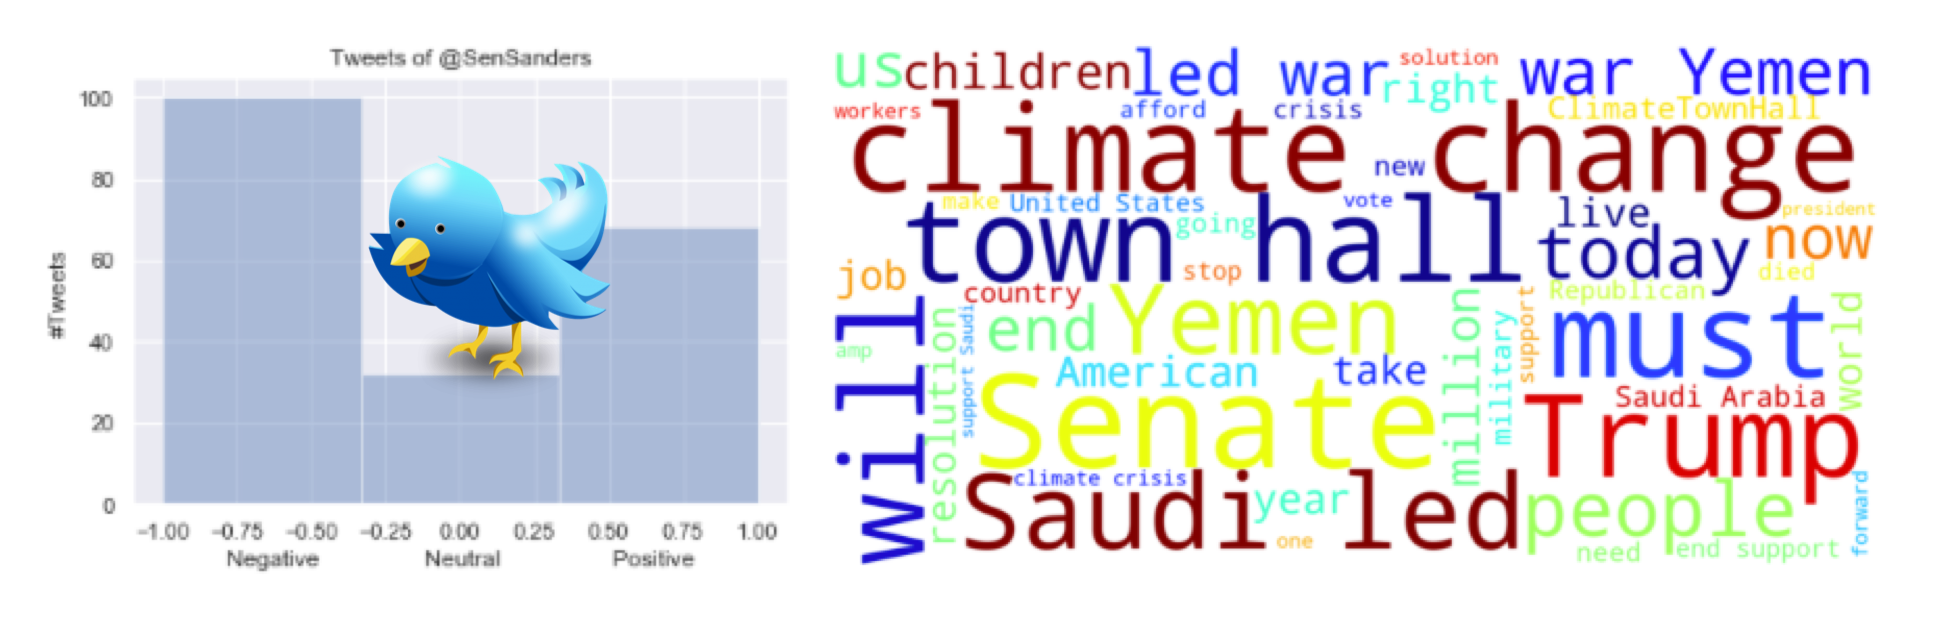 Tweets of @SenSanders
#Tweets
100
80
60
40
20
0
−1.00 −0.75 −0.50 −0.25 0.00 0.25 0.50 0.75 1.00
Negative Neutral Positive
us children led war solution war Yemen
right
workers afford crisis ClimateTownHall
climate change
new
make United States vote live president
town hall going today now
job stop died
country Republican
will resolution support Saudi end Yemen million military support must world
amp
American take
Senate Saudi Arabia
Trump
climate crisis
Saudi led year people forward
one
need end support